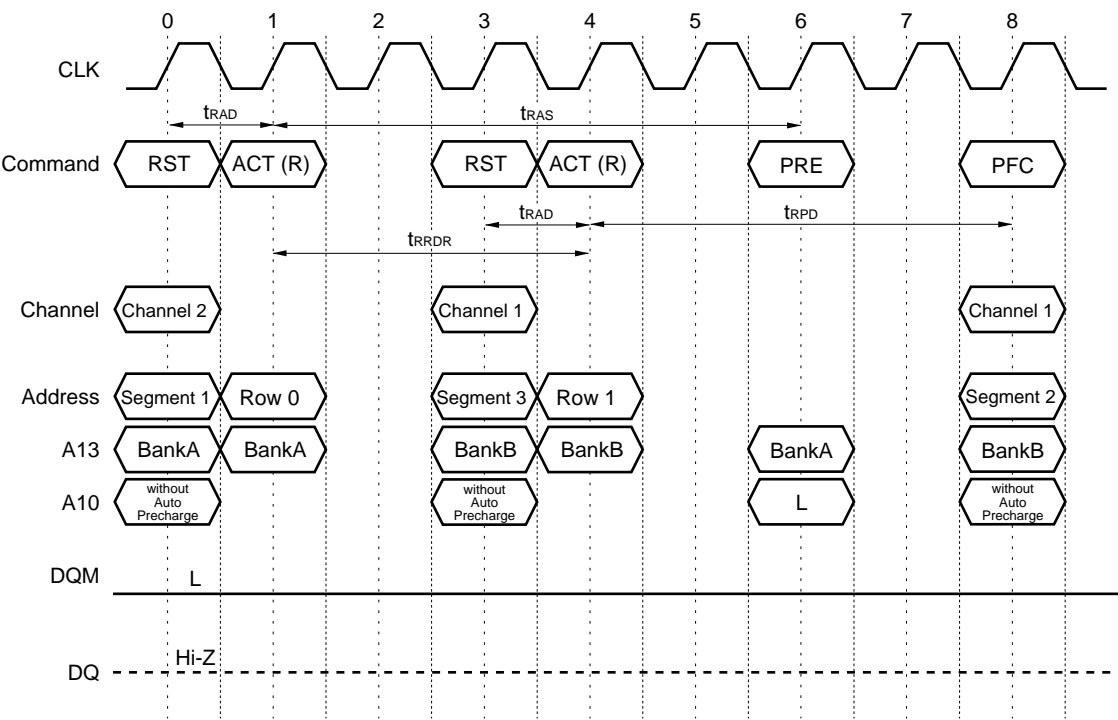 0 1 2 3 4 5 6 7 8
CLK
tRAD tRAS
Command RST ACT (R) RST ACT (R) PRE PFC
tRAD tRPD
tRRDR
Channel Channel 2 Channel 1 Channel 1
Address Segment 1 Row 0 Segment 3 Row 1 Segment 2
A13 BankA BankA BankB BankB BankA BankB
A10 without Auto Precharge without Auto Precharge L without Auto Precharge
DQM L
DQ Hi-Z